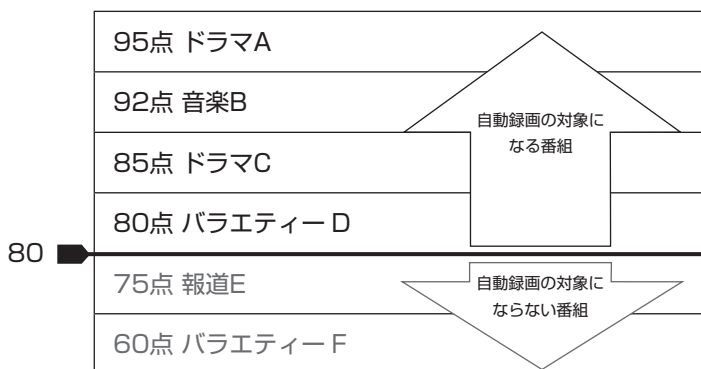 95点 ドラマA
92点 音楽B
自動録画の対象に
なる番組
85点 ドラマC
80点 バラエティー D
80
75点 報道E
自動録画の対象に
ならない番組
60点 バラエティー F